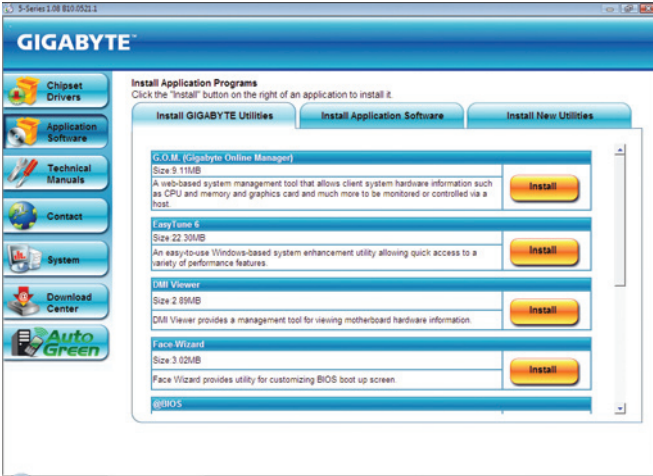 5-Series 1.08 B10.0521.1
GIGABYTE™
Chipset
Drivers
Application
Software
Technical
Manuals
Contact
System
Download
Center
Auto
Green
Install Application Programs
Click the "Install" button on the right of an application to install it.
Install GIGABYTE Utilities
Install Application Software
Install New Utilities
G.O.M. (Gigabyte Online Manager)
Size:9.11MB
A web-based system management tool that allows client system hardware information such
as CPU and memory and graphics card and much more to be monitored or controlled via a
host.
Install
EasyTune 6
Size:22.30MB
An easy-to-use Windows-based system enhancement utility allowing quick access to a
variety of performance features.
Install
DMI Viewer
Size:2.89MB
DMI Viewer provides a management tool for viewing motherboard hardware information.
Install
Face-Wizard
Size:3.02MB
Face Wizard provides utility for customizing BIOS boot up screen
Install
@BIOS